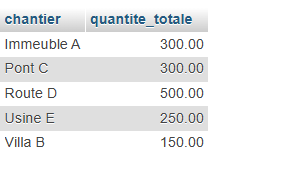 chantier quantite_totale
Immeuble A 300.00
Pont C 300.00
Route D 500.00
Usine E 250.00
Villa B 150.00